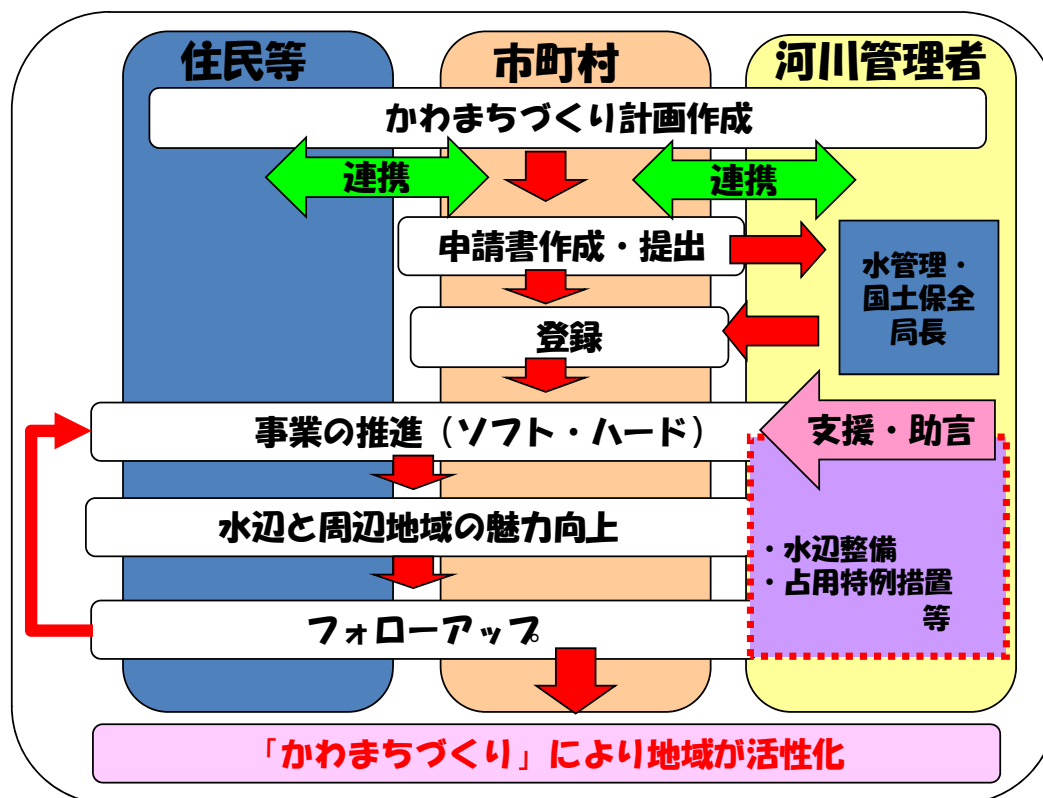 住民等
市町村
河川管理者
かわまちづくり計画作成
連携
連携
申請書作成・提出
水管理・
国土保全
局長
登録
事業の推進（ソフト・ハード）
支援・助言
水辺と周辺地域の魅力向上
・水辺整備
・占用特例措置
等
フォローアップ
「かわまちづくり」により地域が活性化